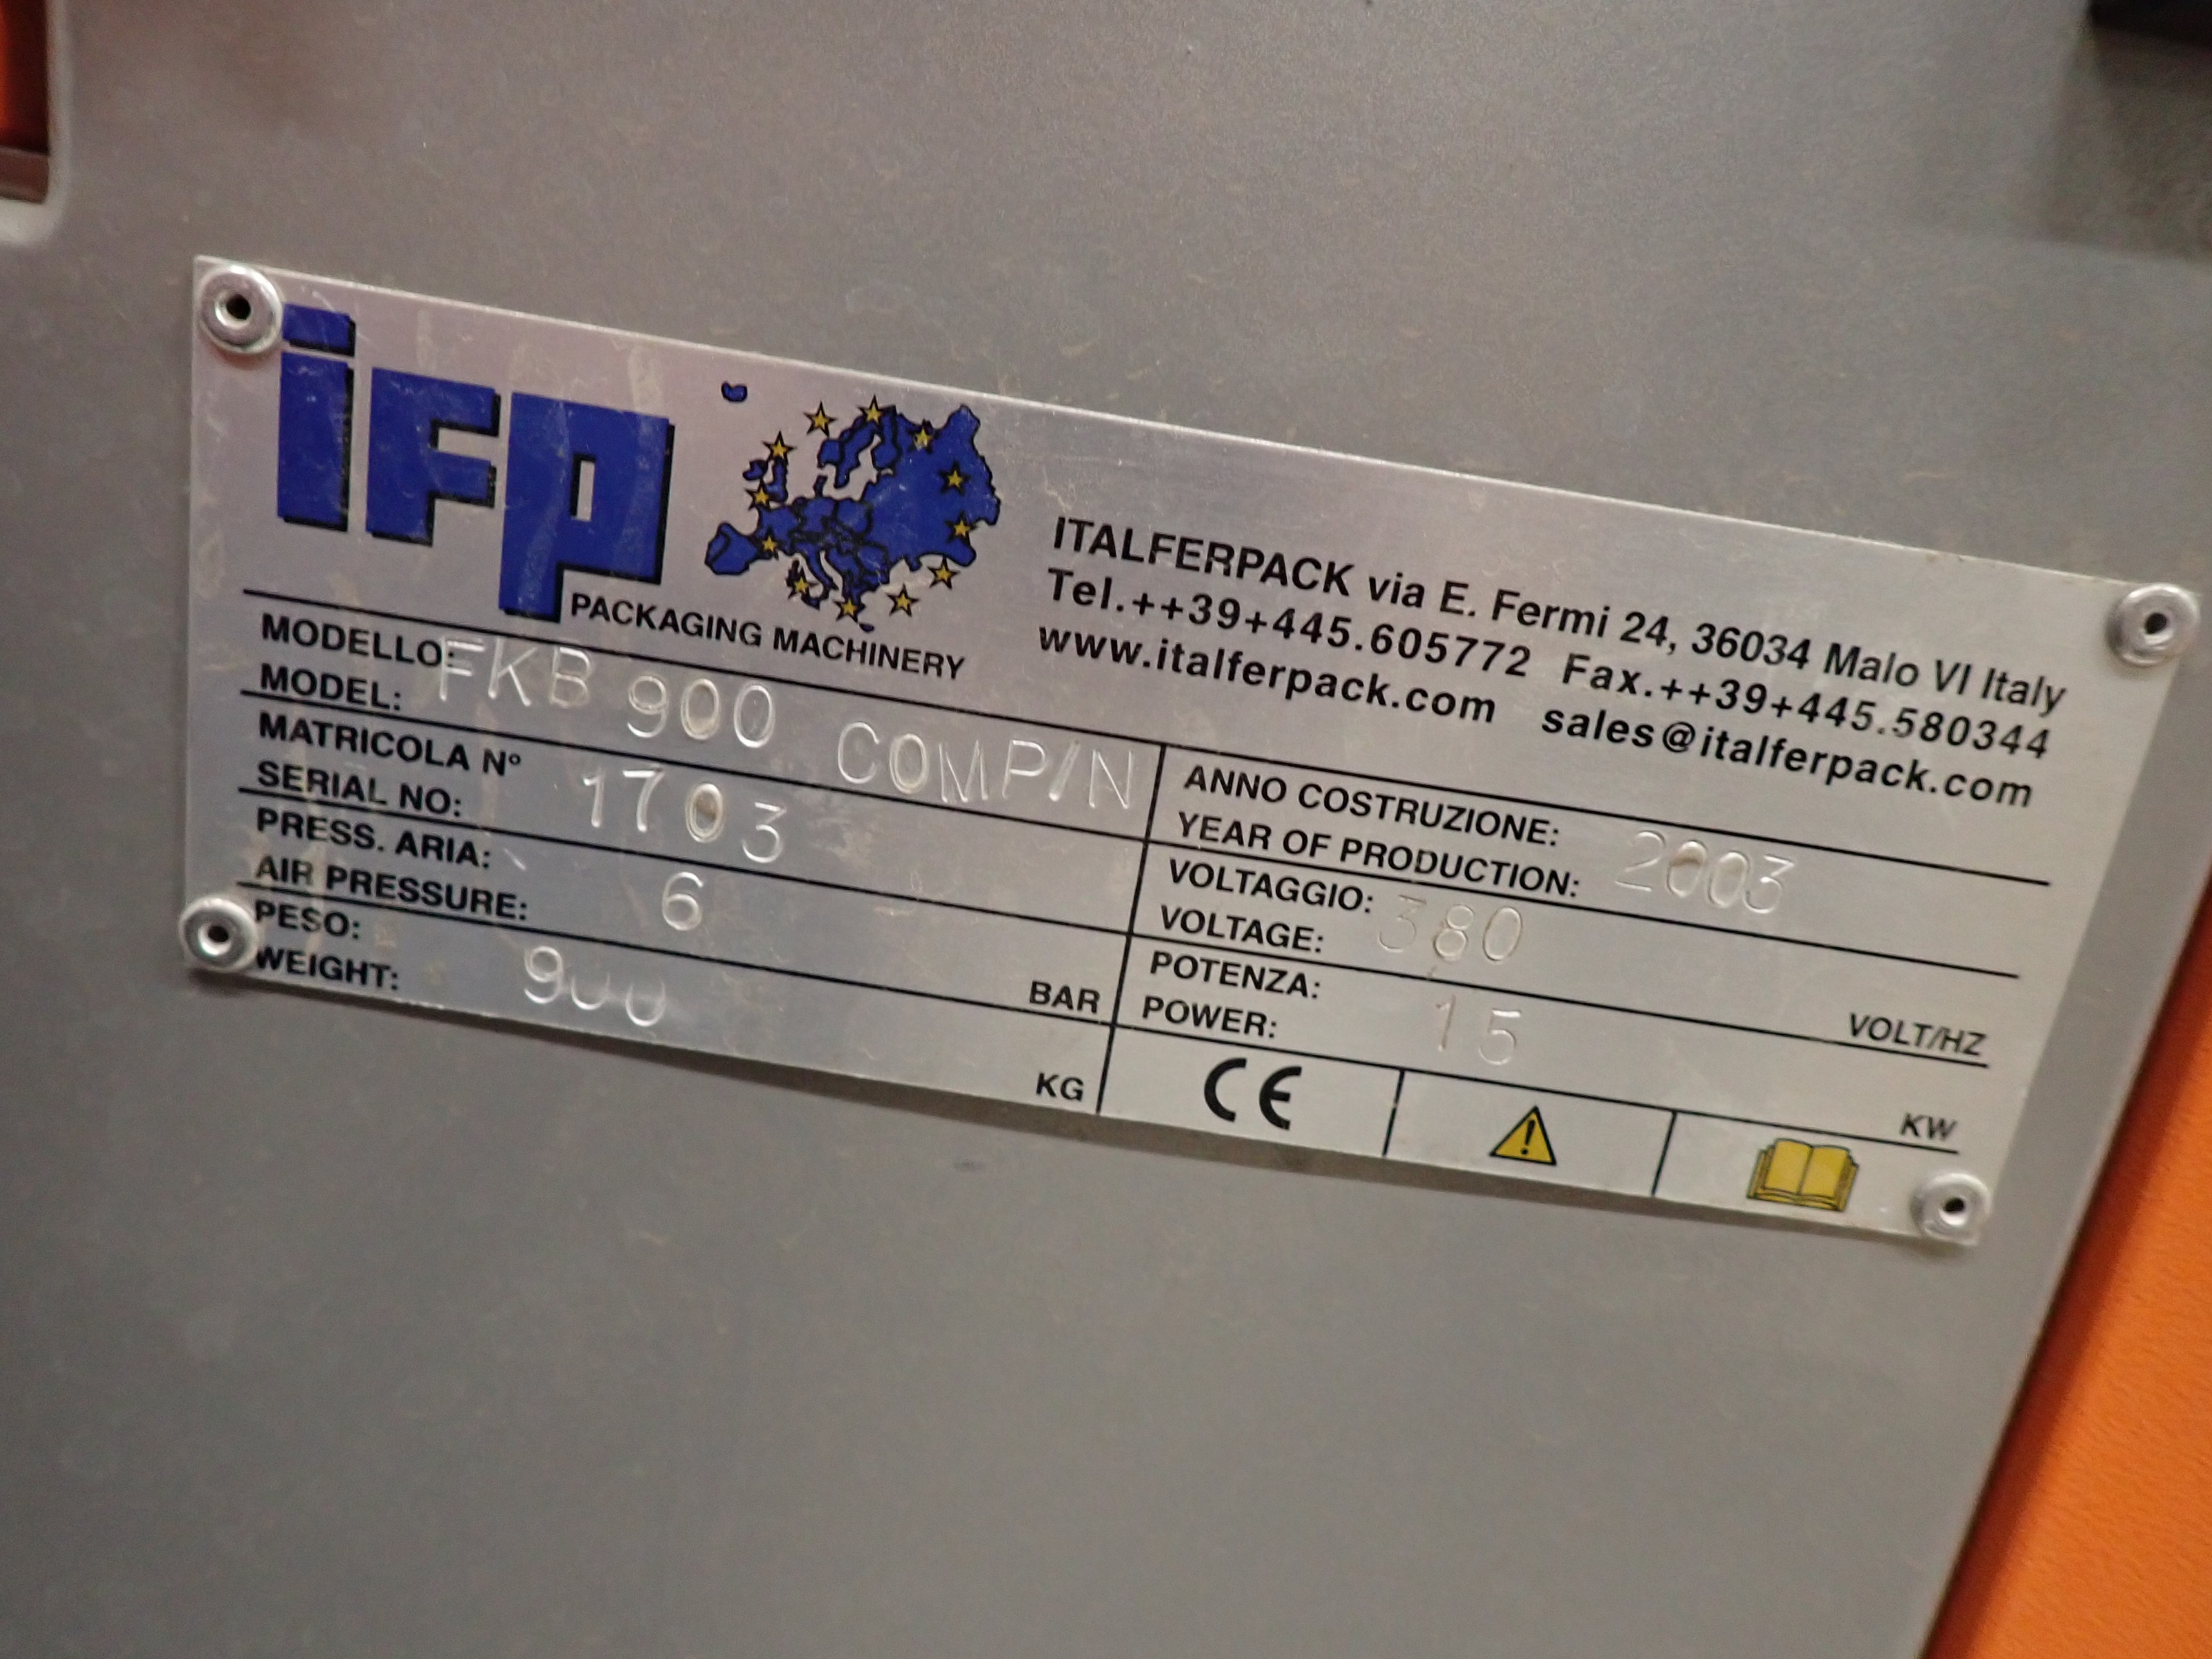 ifp
PACKAGING MACHINERY
ITALFERPACK via E. Fermi 24, 36034 Malo VI Italy
Tel.++39+445.605772 Fax.++39+445.580344
www.italferpack.com sales@italferpack.com
MODELLO:
MODEL: FKB 900 COMP/N
MATRICOLA Nº
SERIAL NO: 1703
PRESS. ARIA:
AIR PRESSURE: 6 BAR
PESO:
WEIGHT: 900 KG
ANNO COSTRUZIONE:
YEAR OF PRODUCTION: 2003
VOLTAGGIO:
VOLTAGE: 380 VOLT/HZ
POTENZA:
POWER: 15 KW
CE